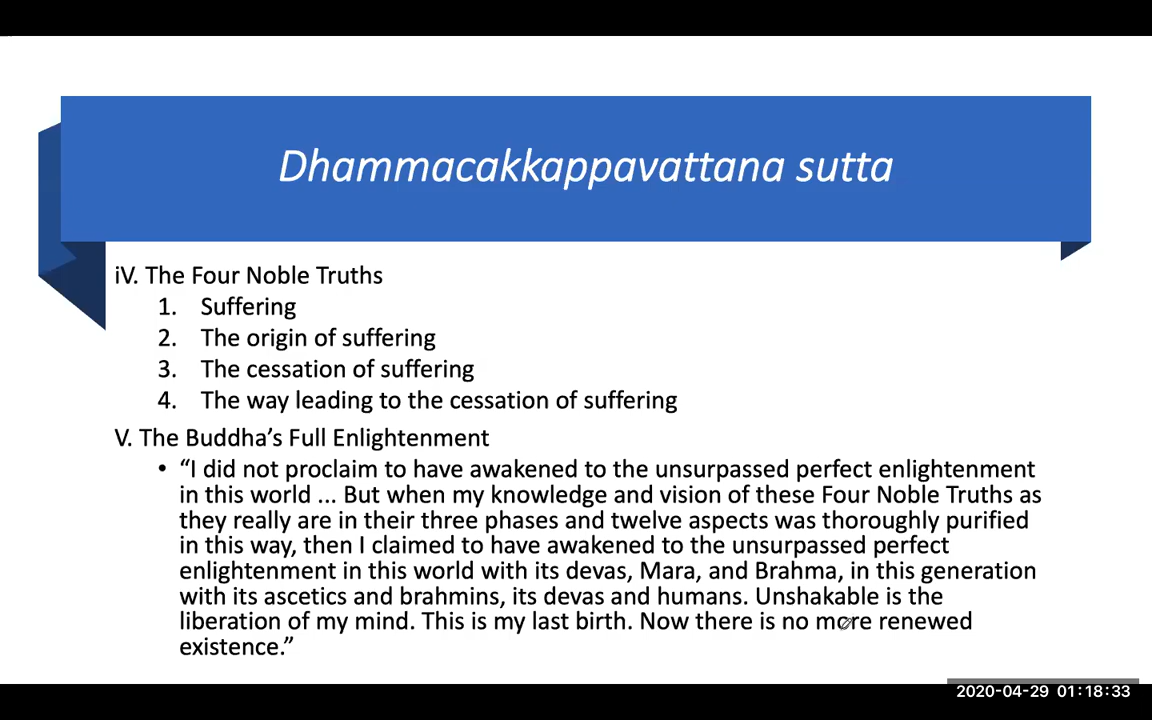 Dhammacakkappavattana sutta
iV. The Four Noble Truths
1. Suffering
2. The origin of suffering
3. The cessation of suffering
4. The way leading to the cessation of suffering
V. The Buddha’s Full Enlightenment
• “I did not proclaim to have awakened to the unsurpassed perfect enlightenment
in this world ... But when my knowledge and vision of these Four Noble Truths as
they really are in their three phases and twelve aspects was thoroughly purified
in this way, then I claimed to have awakened to the unsurpassed perfect
enlightenment in this world with its devas, Mara, and Brahma, in this generation
with its ascetics and brahmins, its devas and humans. Unshakable is the
liberation of my mind. This is my last birth. Now there is no more renewed
existence.”
2020-04-29 01:18:33